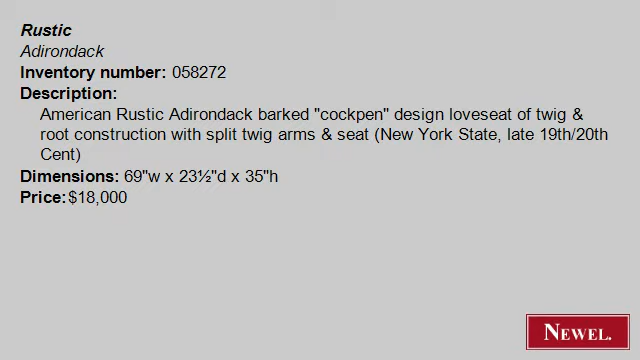 Rustic
Adirondack
Inventory number: 058272
Description:
American Rustic Adirondack barked "cockpen" design loveseat of twig &
root construction with split twig arms & seat (New York State, late 19th/20th
Cent)
Dimensions: 69"w x 23½"d x 35"h
Price:$18,000
NEWEL.